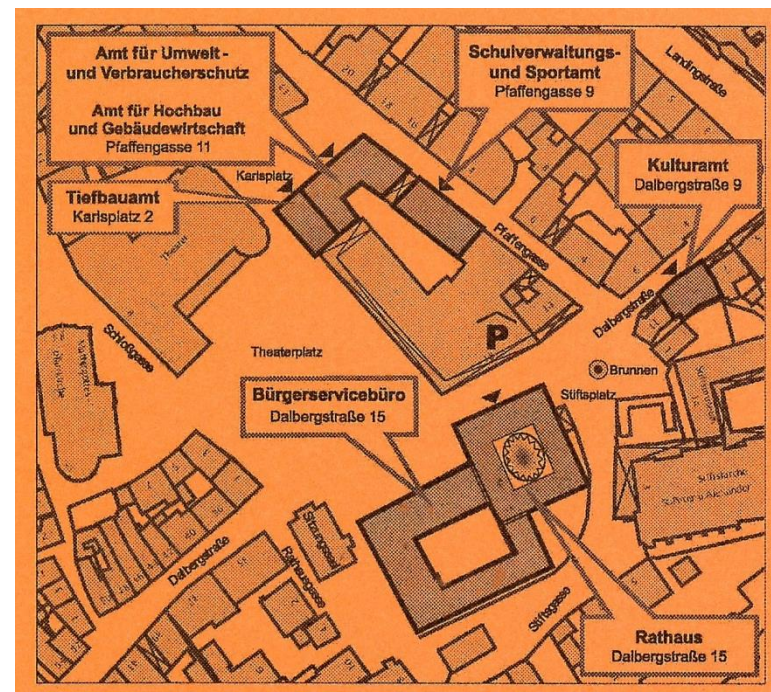 Amt für Umwelt -
und Verbraucherschutz
Amt für Hochbau
und Gebäudewirtschaft
Pfaffengasse 11
Schulverwaltungs-
und Sportamt
Pfaffengasse 9
Landingstraße
Kulturamt
Dalbergstraße 9
Karlsplatz
Tiefbauamt
Karlsplatz 2
Theater
Pfaffengasse
Dalbergstraße
Schloßgasse
P
Theaterplatz
Brunnen
Stiftsplatz
Bürgerservicebüro
Dalbergstraße 15
Stiftskirche
Sitzungssaal
Dalbergstraße
Rathausgasse
Stiftsgasse
Rathaus
Dalbergstraße 15